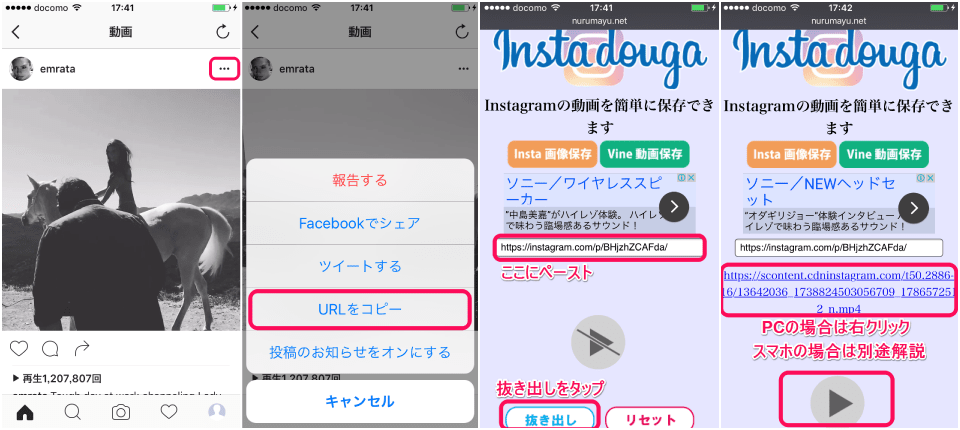 docomo 17:41
動画
emrata
再生1,207,807回
docomo 17:41
動画
emrata
報告する
Facebookでシェア
ツイートする
URLをコピー
投稿のお知らせをオンにする
再生1,207,807回
キャンセル
docomo 17:41
nurumayu.net
Instadouga
Instagramの動画を簡単に保存でき
ます
Insta 画像保存 Vine 動画保存
ソニー／ワイヤレススピ
ーカー
"中島美嘉"がハイレゾ体験。 ハイレゾ
で味わう臨場感あるサウンド！
https://instagram.com/p/BHjzhZCAFda/
ここにペースト
抜き出しをタップ
抜き出し リセット
docomo 17:42
nurumayu.net
Instadouga
Instagramの動画を簡単に保存でき
ます
Insta 画像保存 Vine 動画保存
ソニー／NEWヘッドセ
ット
"オダギリジョー"体験インタビュー
イレゾで味わう臨場感あるサウンド！
https://instagram.com/p/BHjzhZCAFda/
https://scontent.cdninstagram.com/t50.2886-
16/13642036_1738824503056709_178657251
2_n.mp4
PCの場合は右クリック
スマホの場合は別途解説